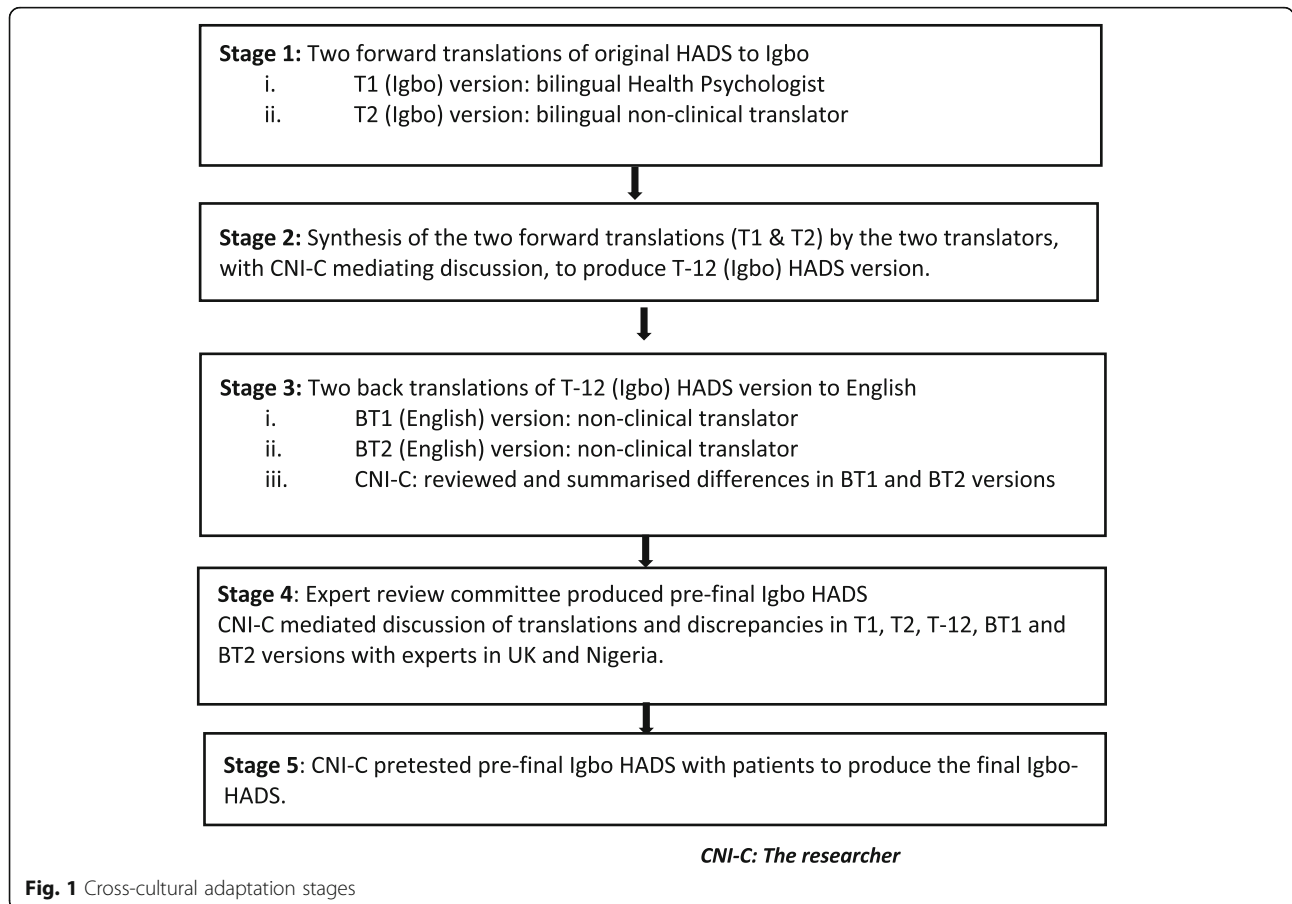 Stage 1: Two forward translations of original HADS to Igbo
i. T1 (Igbo) version: bilingual Health Psychologist
ii. T2 (Igbo) version: bilingual non-clinical translator
Stage 2: Synthesis of the two forward translations (T1 & T2) by the two translators,
with CNI-C mediating discussion, to produce T-12 (Igbo) HADS version.
Stage 3: Two back translations of T-12 (Igbo) HADS version to English
i. BT1 (English) version: non-clinical translator
ii. BT2 (English) version: non-clinical translator
iii. CNI-C: reviewed and summarised differences in BT1 and BT2 versions
Stage 4: Expert review committee produced pre-final Igbo HADS
CNI-C mediated discussion of translations and discrepancies in T1, T2, T-12, BT1 and
BT2 versions with experts in UK and Nigeria.
Stage 5: CNI-C pretested pre-final Igbo HADS with patients to produce the final Igbo-
HADS.
CNI-C: The researcher
Fig. 1 Cross-cultural adaptation stages